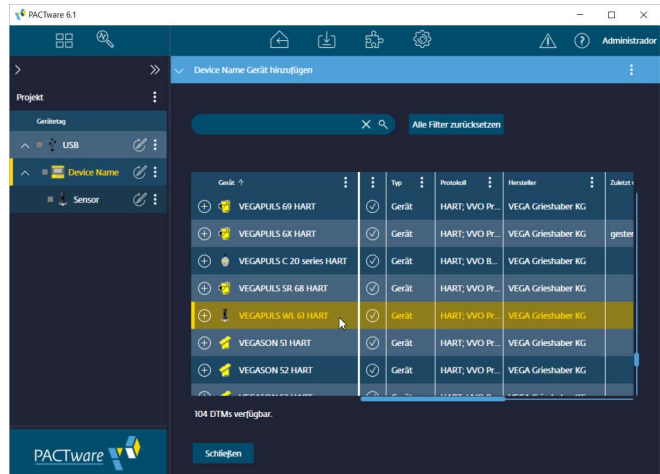 PACTware 6.1
Administrador
Projekt
Device Name Gerät hinzufügen
Gerätetag
USB
Device Name
Sensor
Alle Filter zurücksetzen
Gerät Typ Protokoll Hersteller Zuletzt
VEGAPULS 69 HART Gerät HART; VVO Pr... VEGA Grieshaber KG
VEGAPULS 6X HART Gerät HART; VVO Pr... VEGA Grieshaber KG gester
VEGAPULS C 20 series HART Gerät HART; VVO B... VEGA Grieshaber KG
VEGAPULS SR 68 HART Gerät HART; VVO Pr... VEGA Grieshaber KG
VEGAPULS WL 61 HART Gerät HART; VVO Pr... VEGA Grieshaber KG
VEGASON 51 HART Gerät HART; VVO Pr... VEGA Grieshaber KG
VEGASON 52 HART Gerät HART; VVO Pr... VEGA Grieshaber KG
104 DTMs verfügbar.
Schließen
PACTware